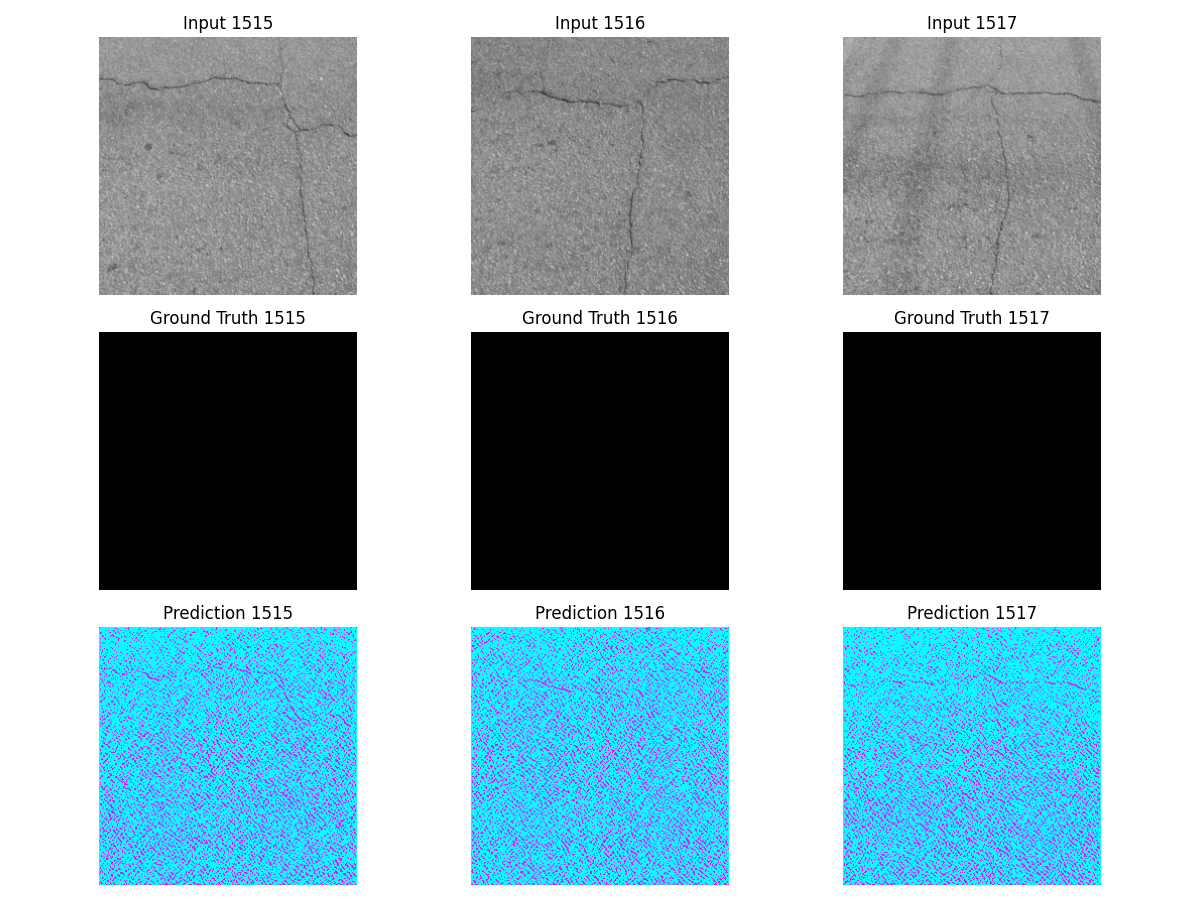 Input 1515
Input 1516
Input 1517
Ground Truth 1515
Ground Truth 1516
Ground Truth 1517
Prediction 1515
Prediction 1516
Prediction 1517